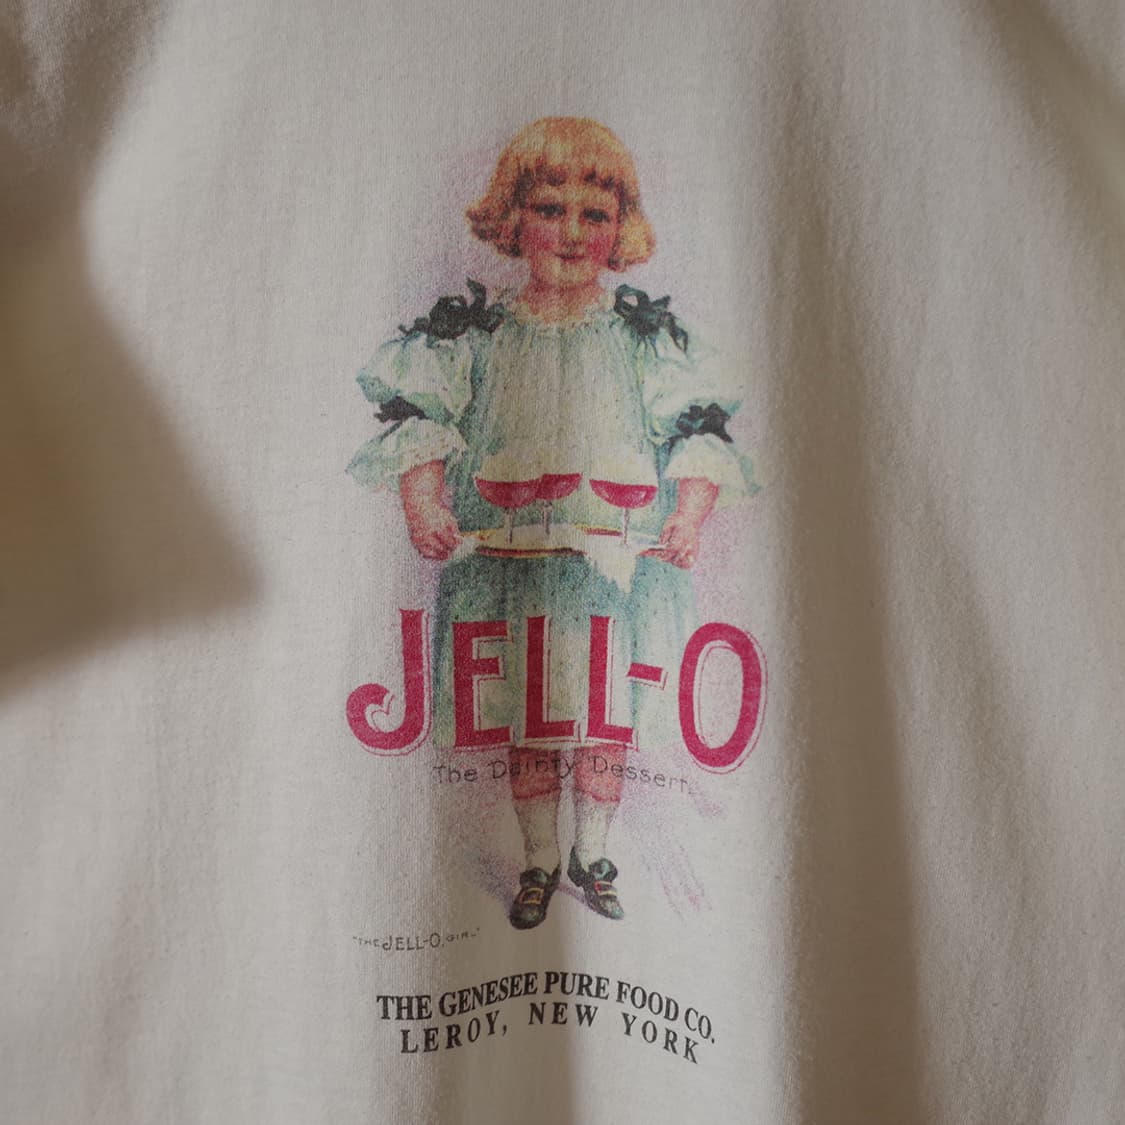 JELL-O
The Dainty Dessert
"THE JELL-O GIRL"
THE GENESEE PURE FOOD CO.
LEROY, NEW YORK